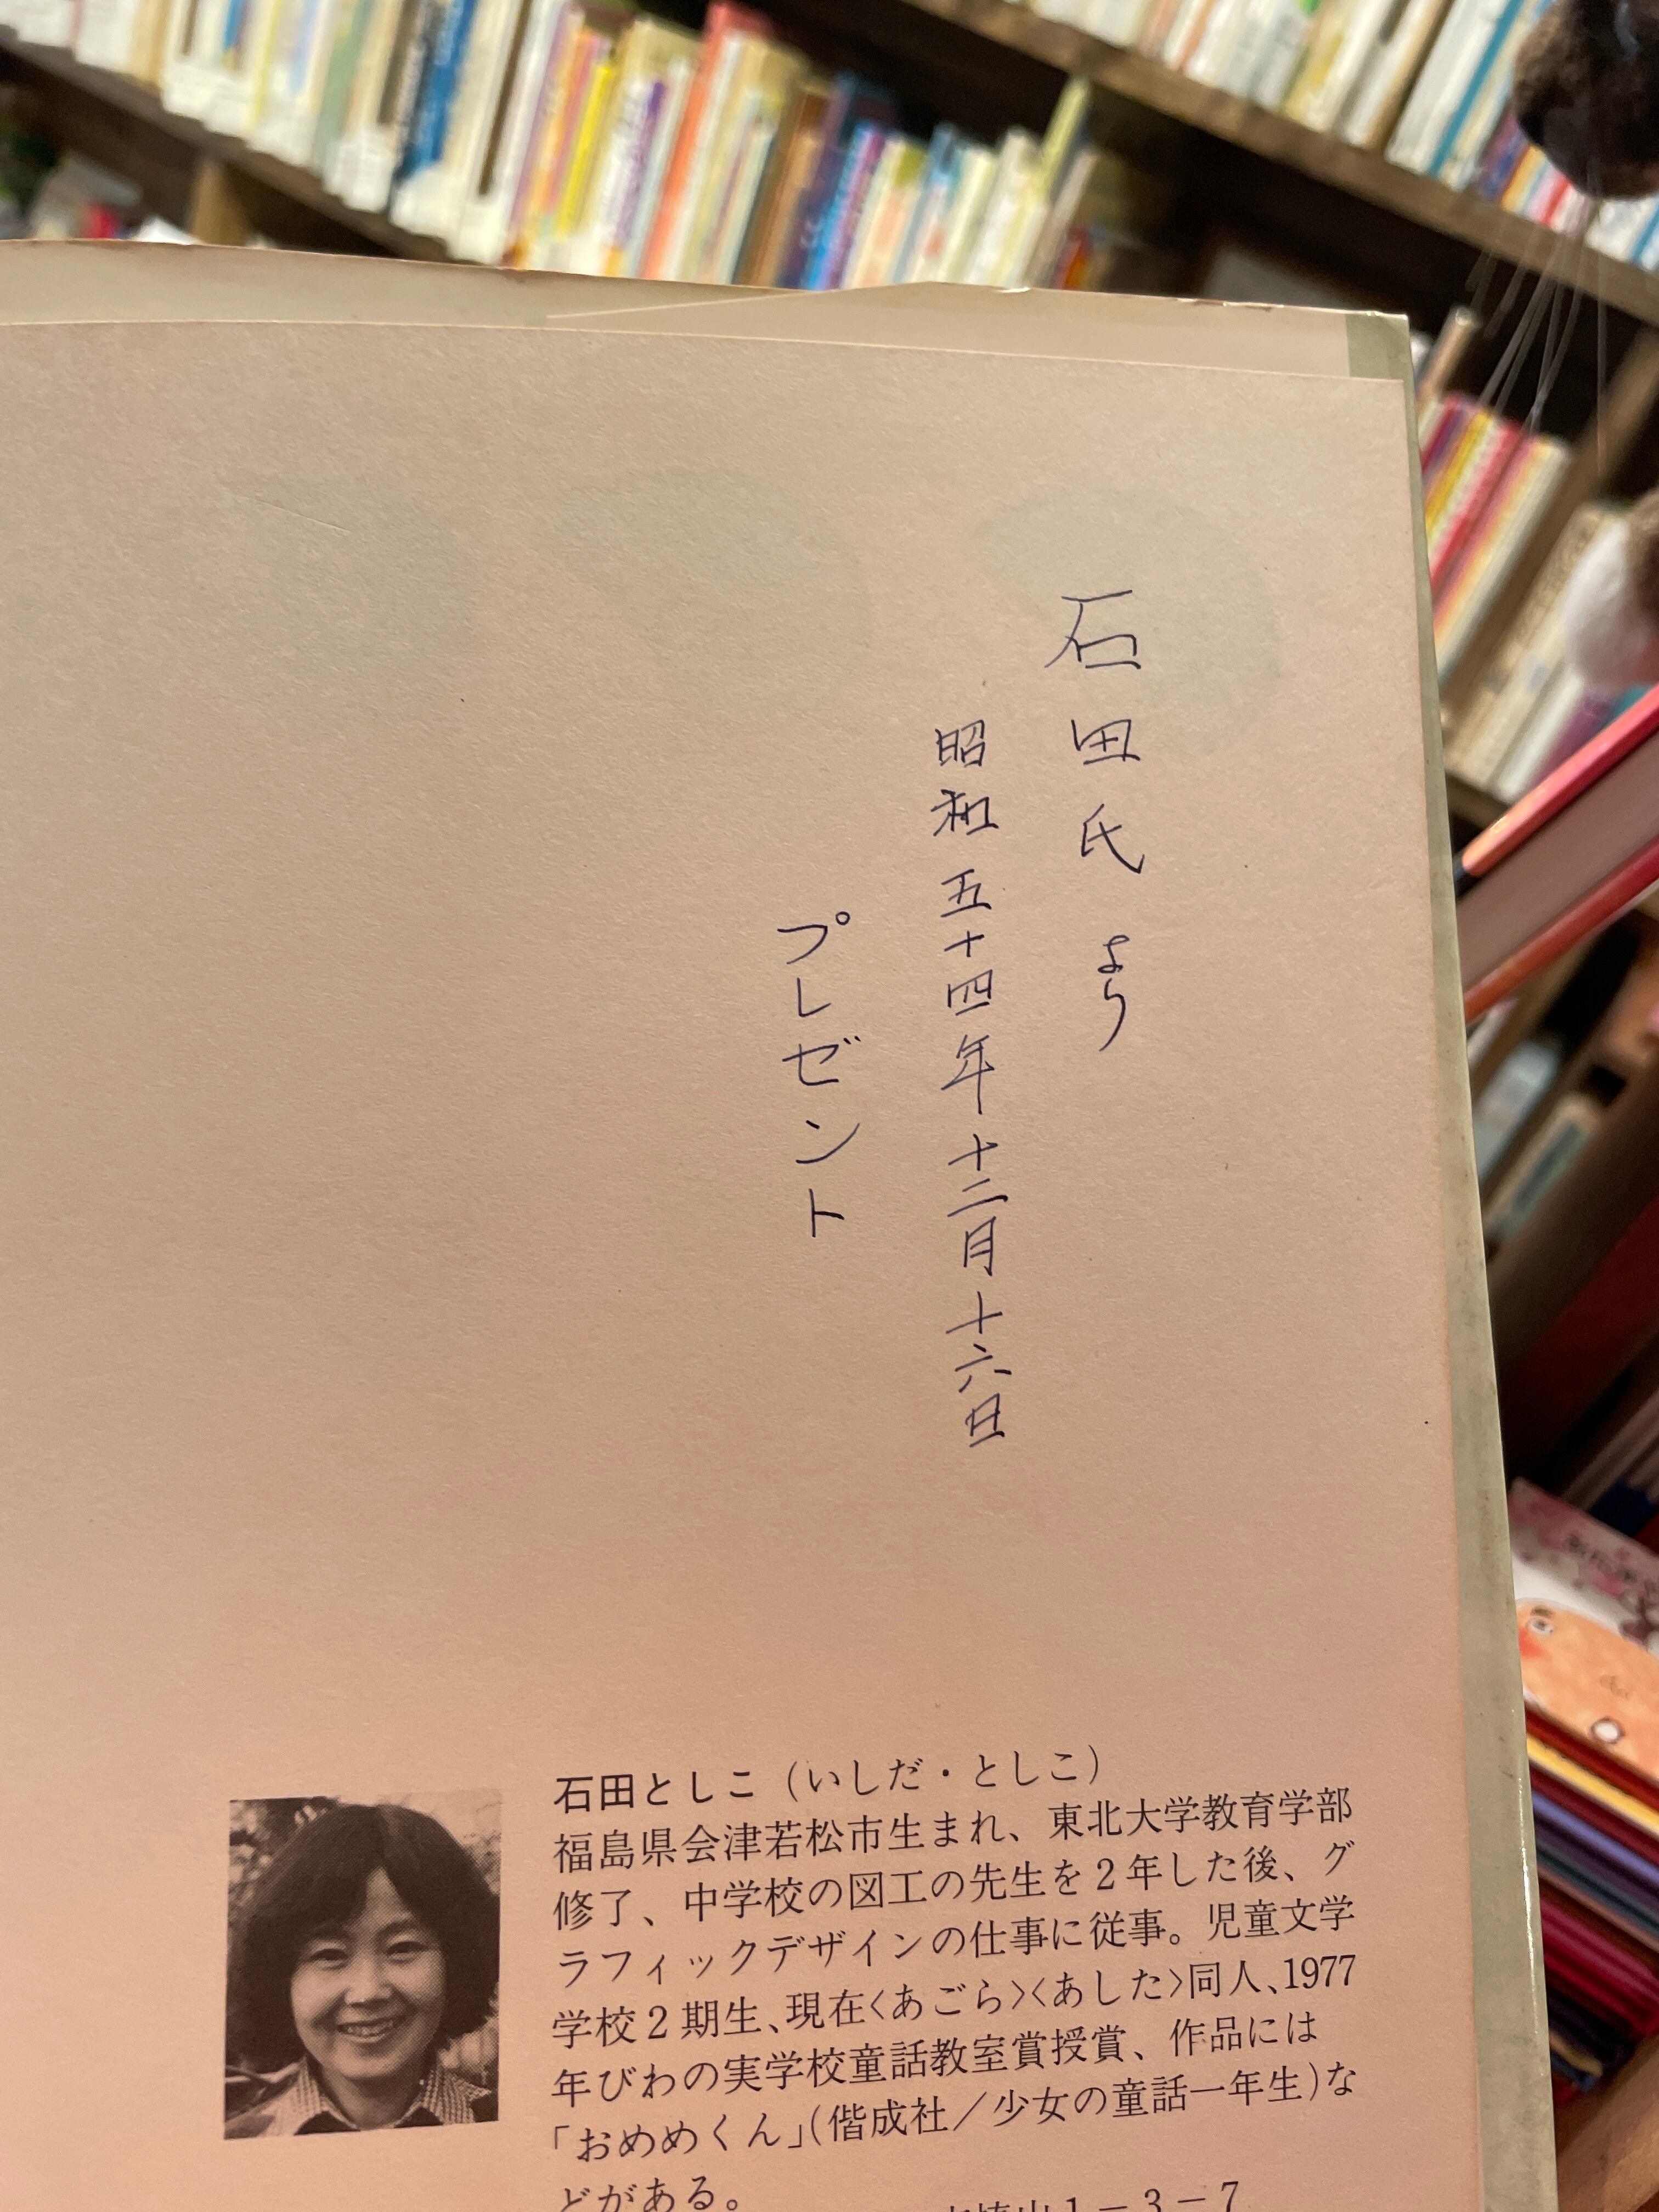 石田氏より
昭和五十四年十二月十六日
プレゼント
石田としこ（いしだ・としこ）
福島県会津若松市生まれ、東北大学教育学部
修了、中学校の図工の先生を2年した後、グ
ラフィックデザインの仕事に従事。児童文学
学校2期生、現在<あごら><あした>同人、1977
年びわの実学校童話教室賞授賞、作品には
「おめめくん」（偕成社／少女の童話一年生）な
どがある。
1－3－7